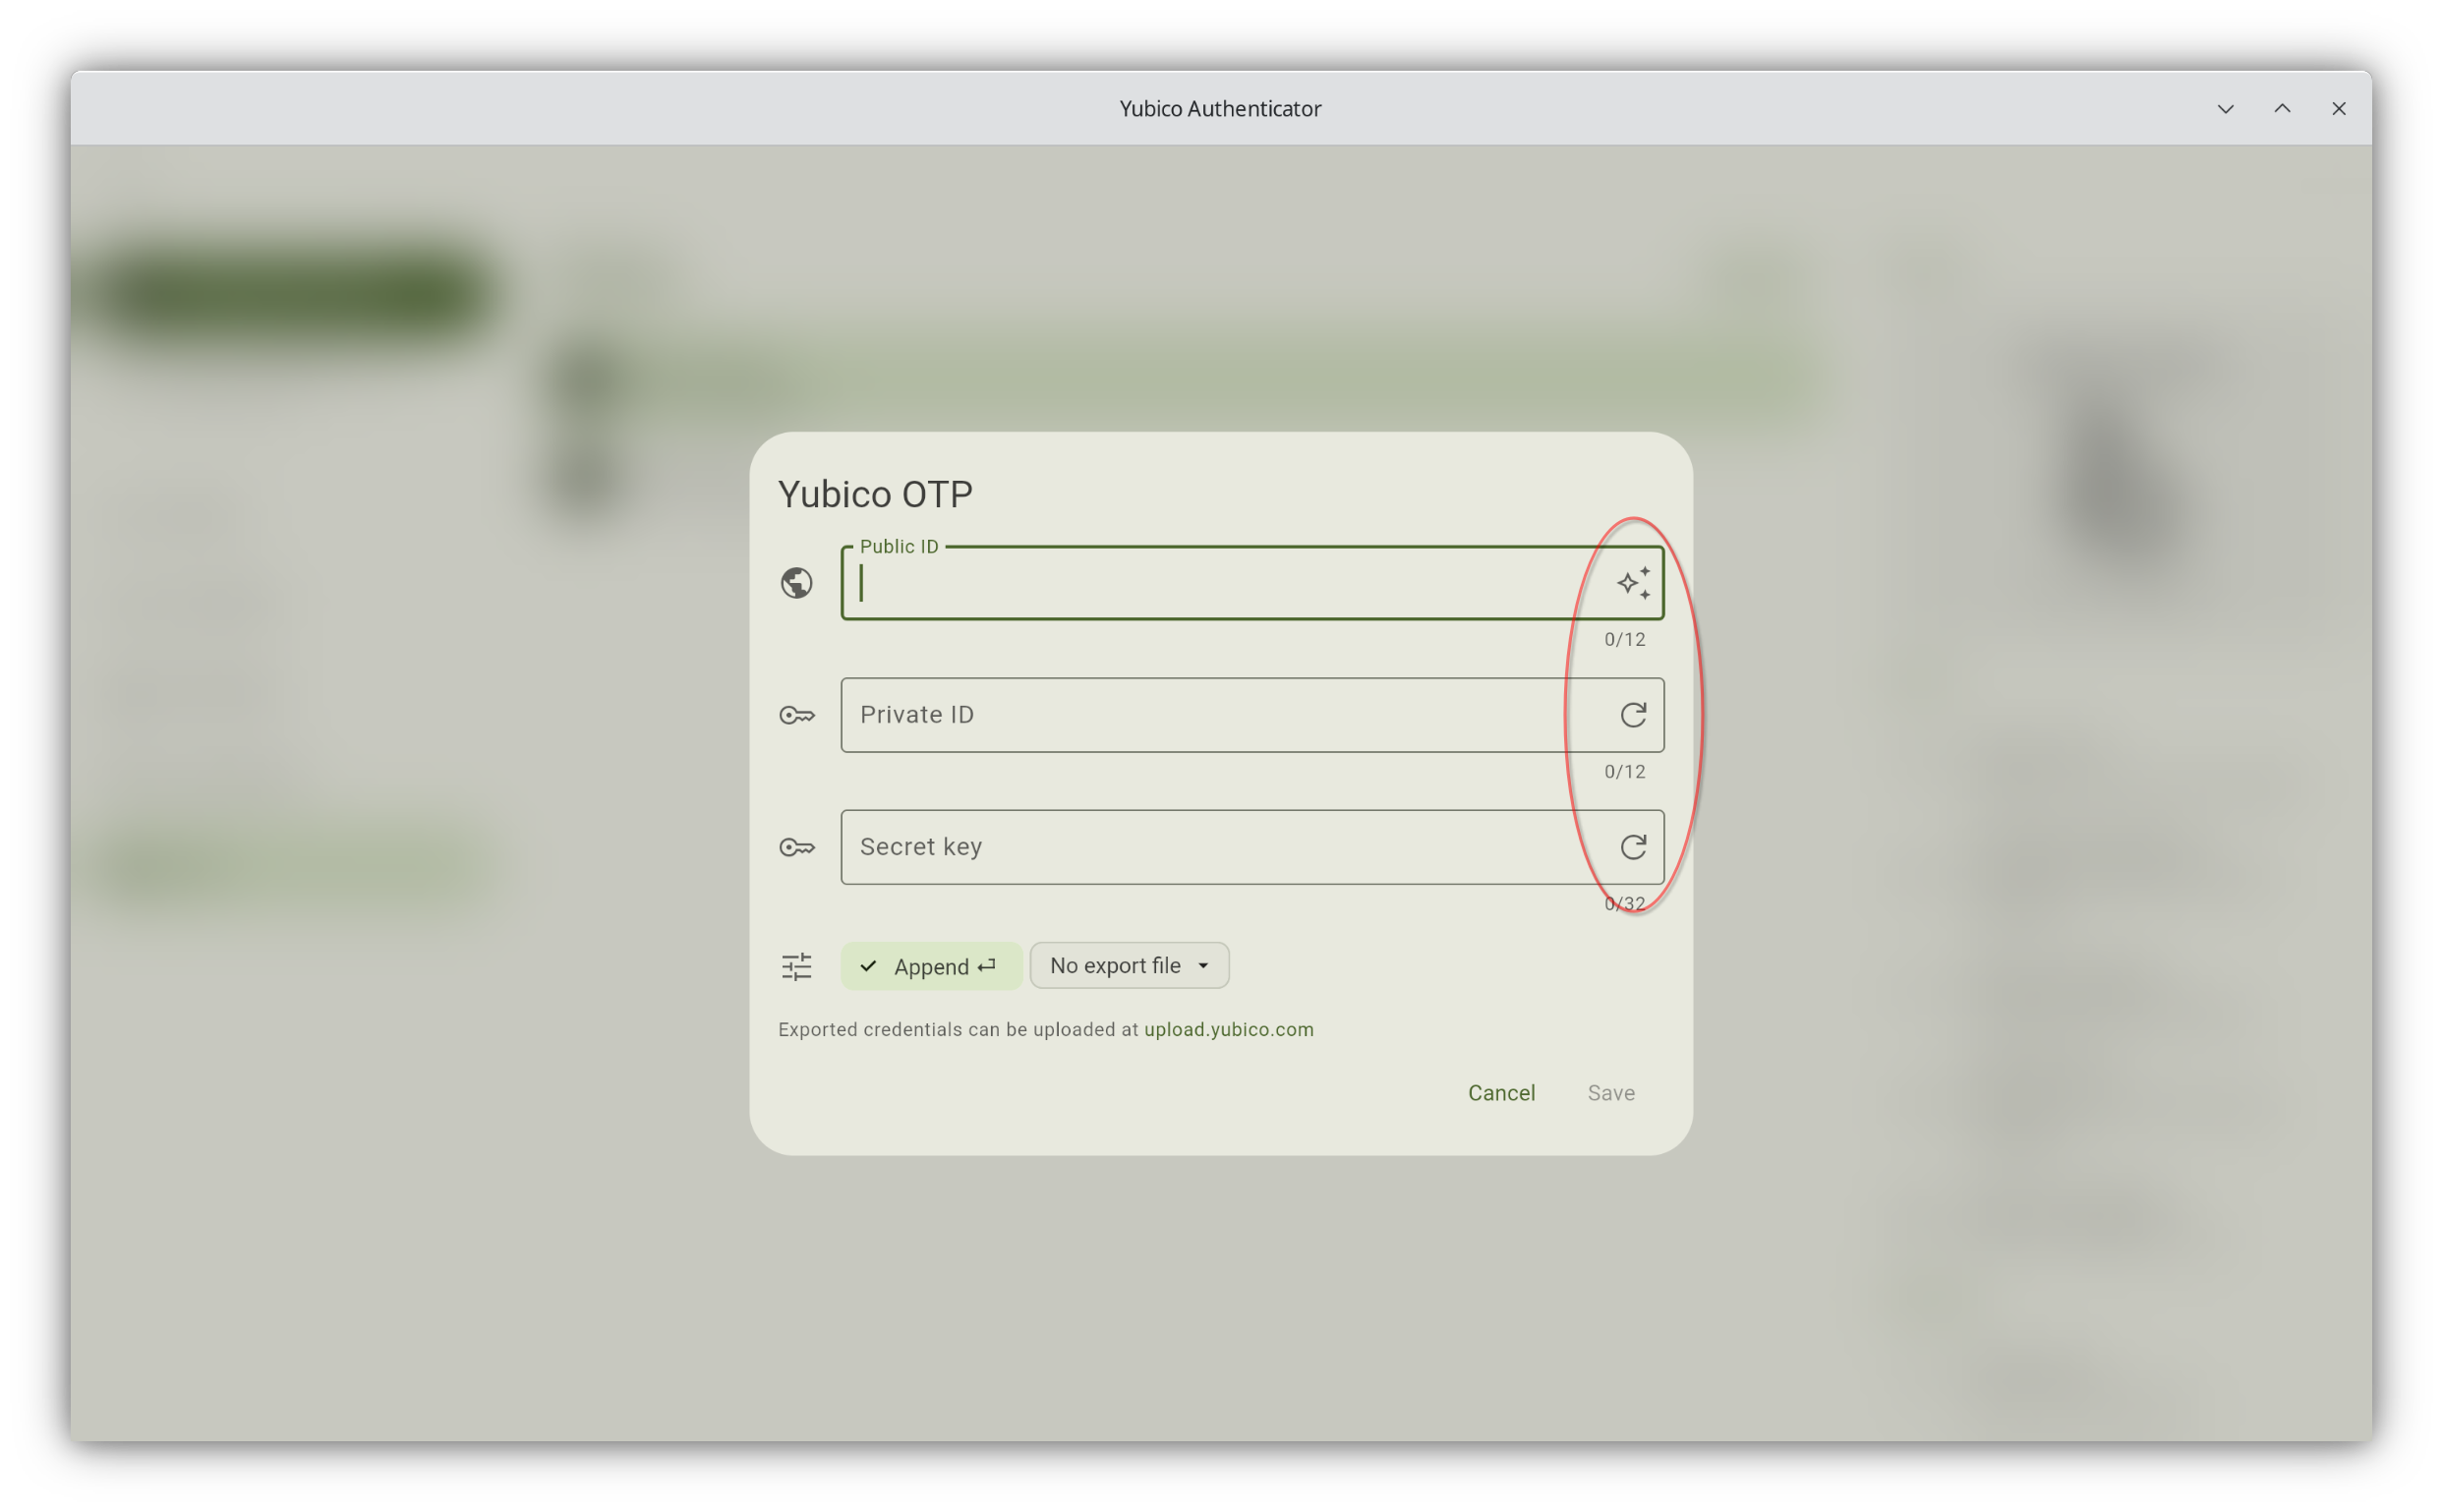 Yubico Authenticator
Yubico OTP
Public ID
0/12
Private ID
0/12
Secret key
0/32
Append ⏎ No export file
Exported credentials can be uploaded at upload.yubico.com
Cancel Save